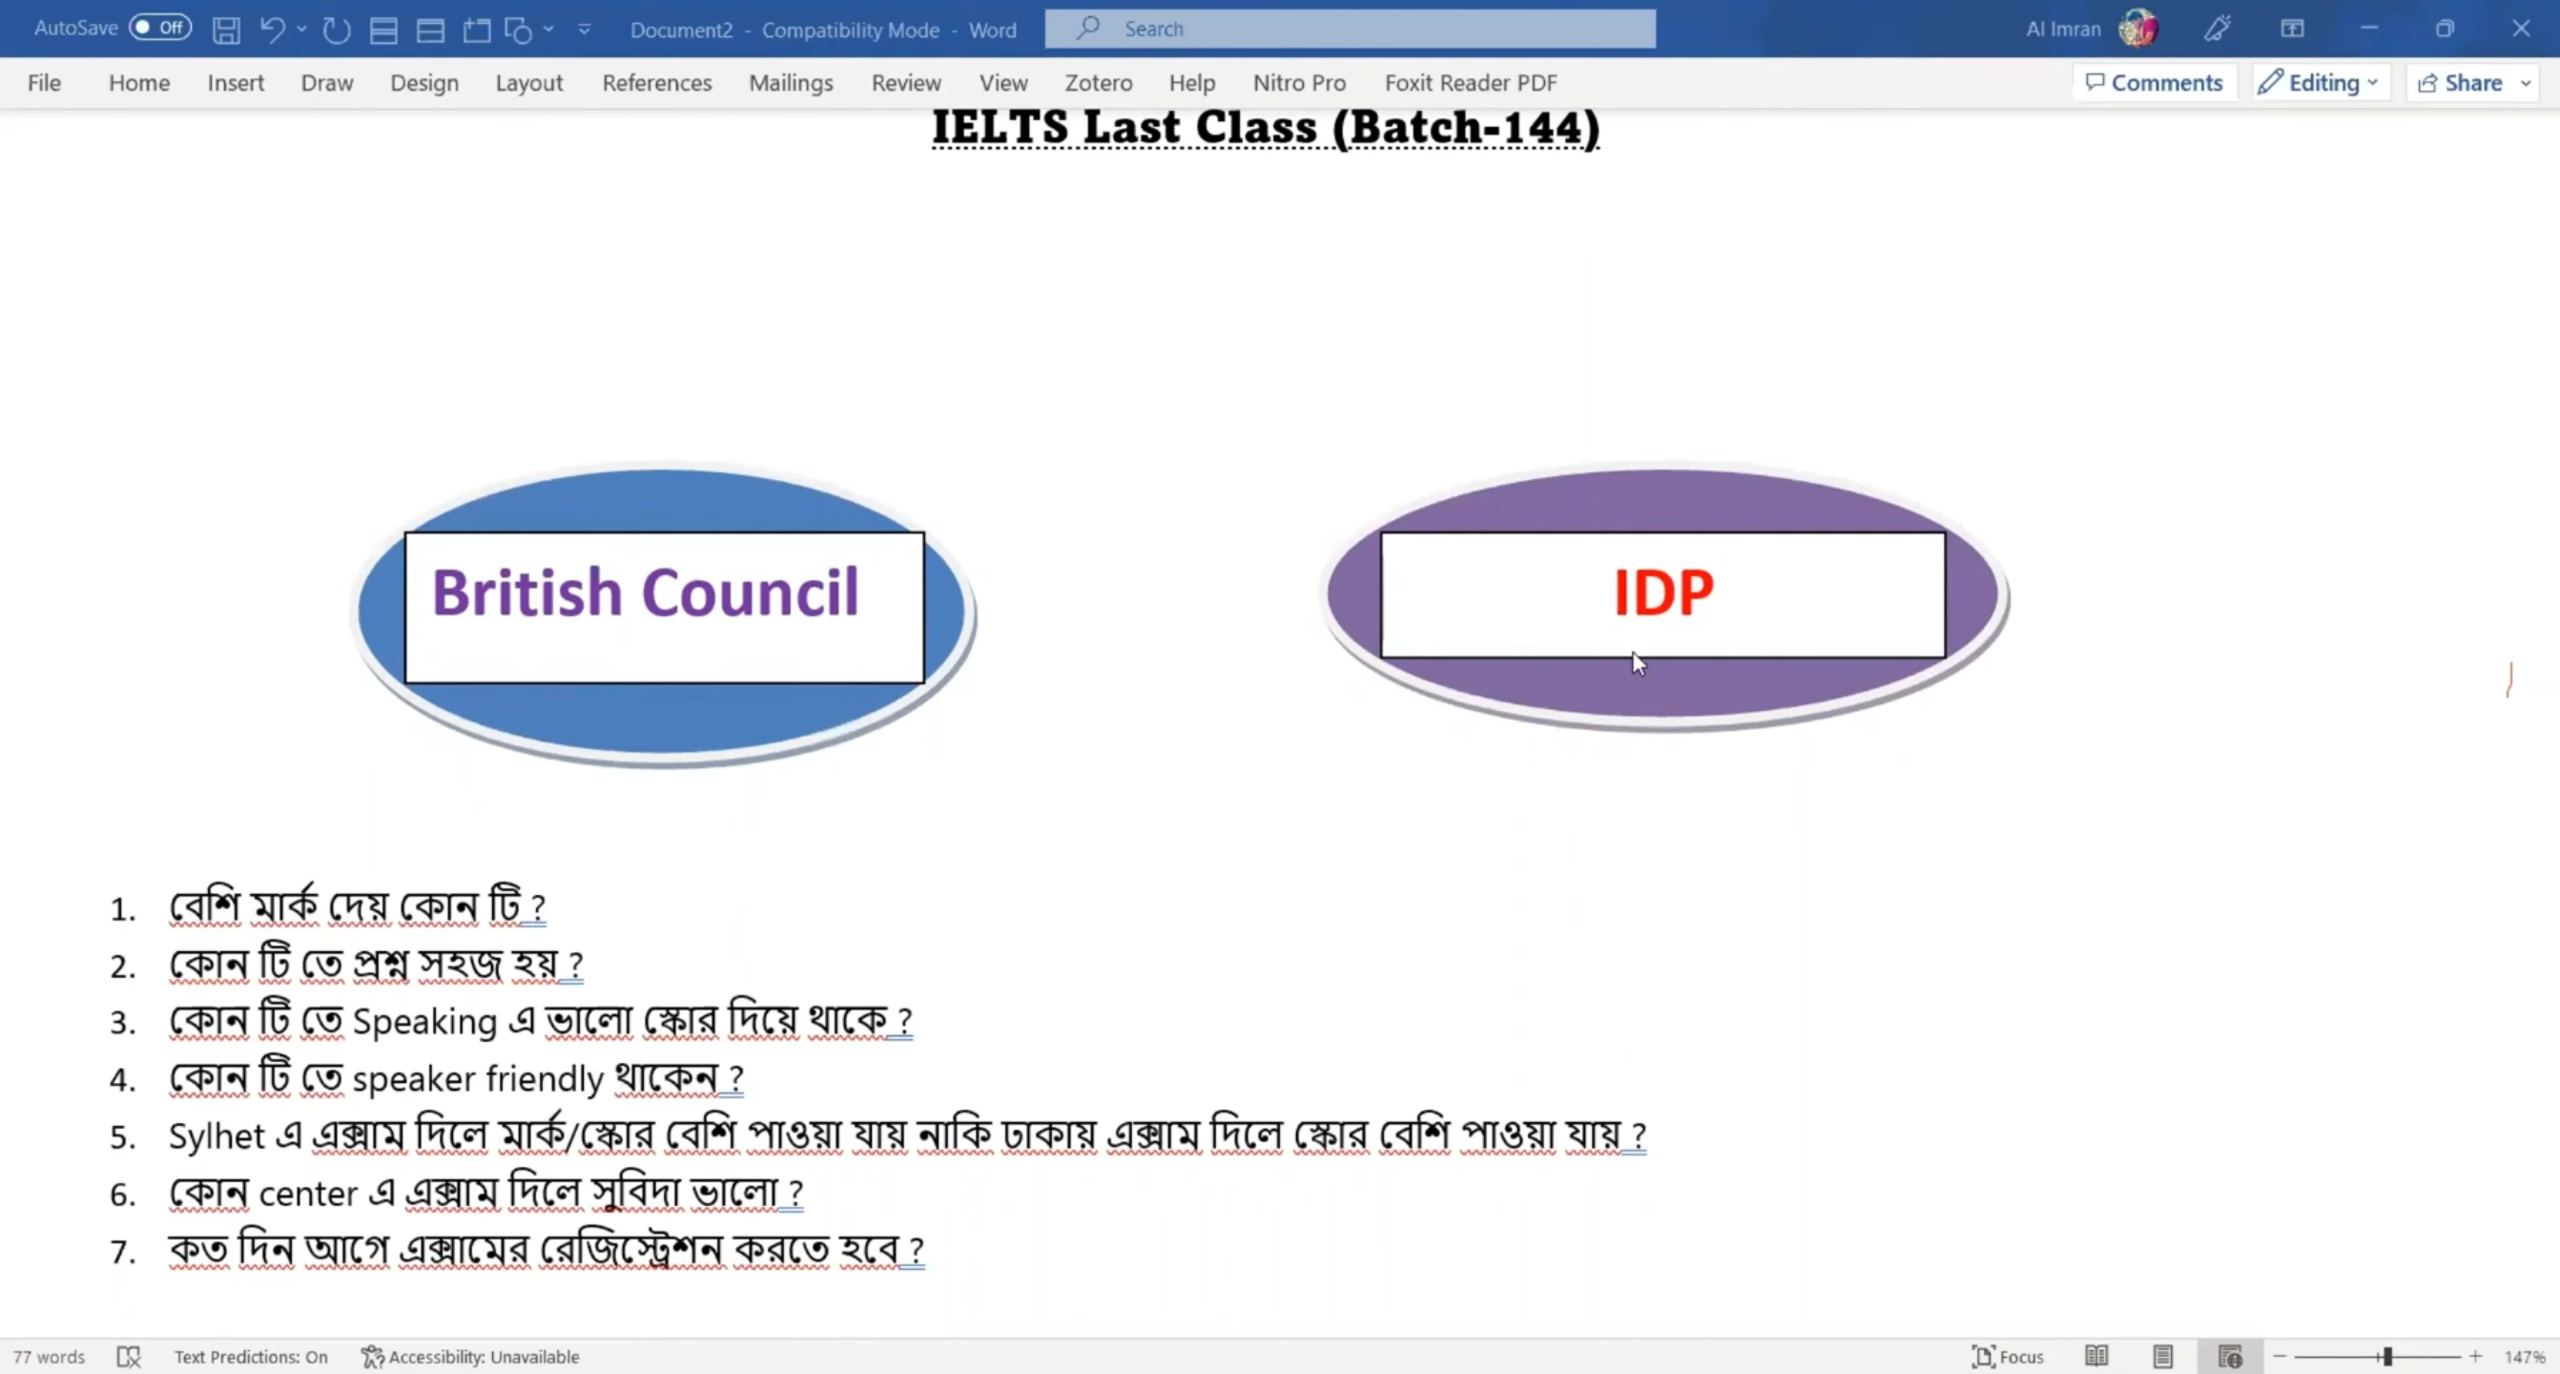 AutoSave Off Document2 - Compatibility Mode - Word Search Al Imran
File Home Insert Draw Design Layout References Mailings Review View Zotero Help Nitro Pro Foxit Reader PDF Comments Editing Share
IELTS Last Class (Batch-144)
British Council
IDP
1. বেশি মার্ক দেয় কোন টি ?
2. কোন টি তে প্রশ্ন সহজ হয় ?
3. কোন টি তে Speaking এ ভালো স্কোর দিয়ে থাকে ?
4. কোন টি তে speaker friendly থাকেন ?
5. Sylhet এ এক্সাম দিলে মার্ক/স্কোর বেশি পাওয়া যায় নাকি ঢাকায় এক্সাম দিলে স্কোর বেশি পাওয়া যায় ?
6. কোন center এ এক্সাম দিলে সুবিদা ভালো ?
7. কত দিন আগে এক্সামের রেজিস্ট্রেশন করতে হবে ?
77 words Text Predictions: On Accessibility: Unavailable Focus 147%